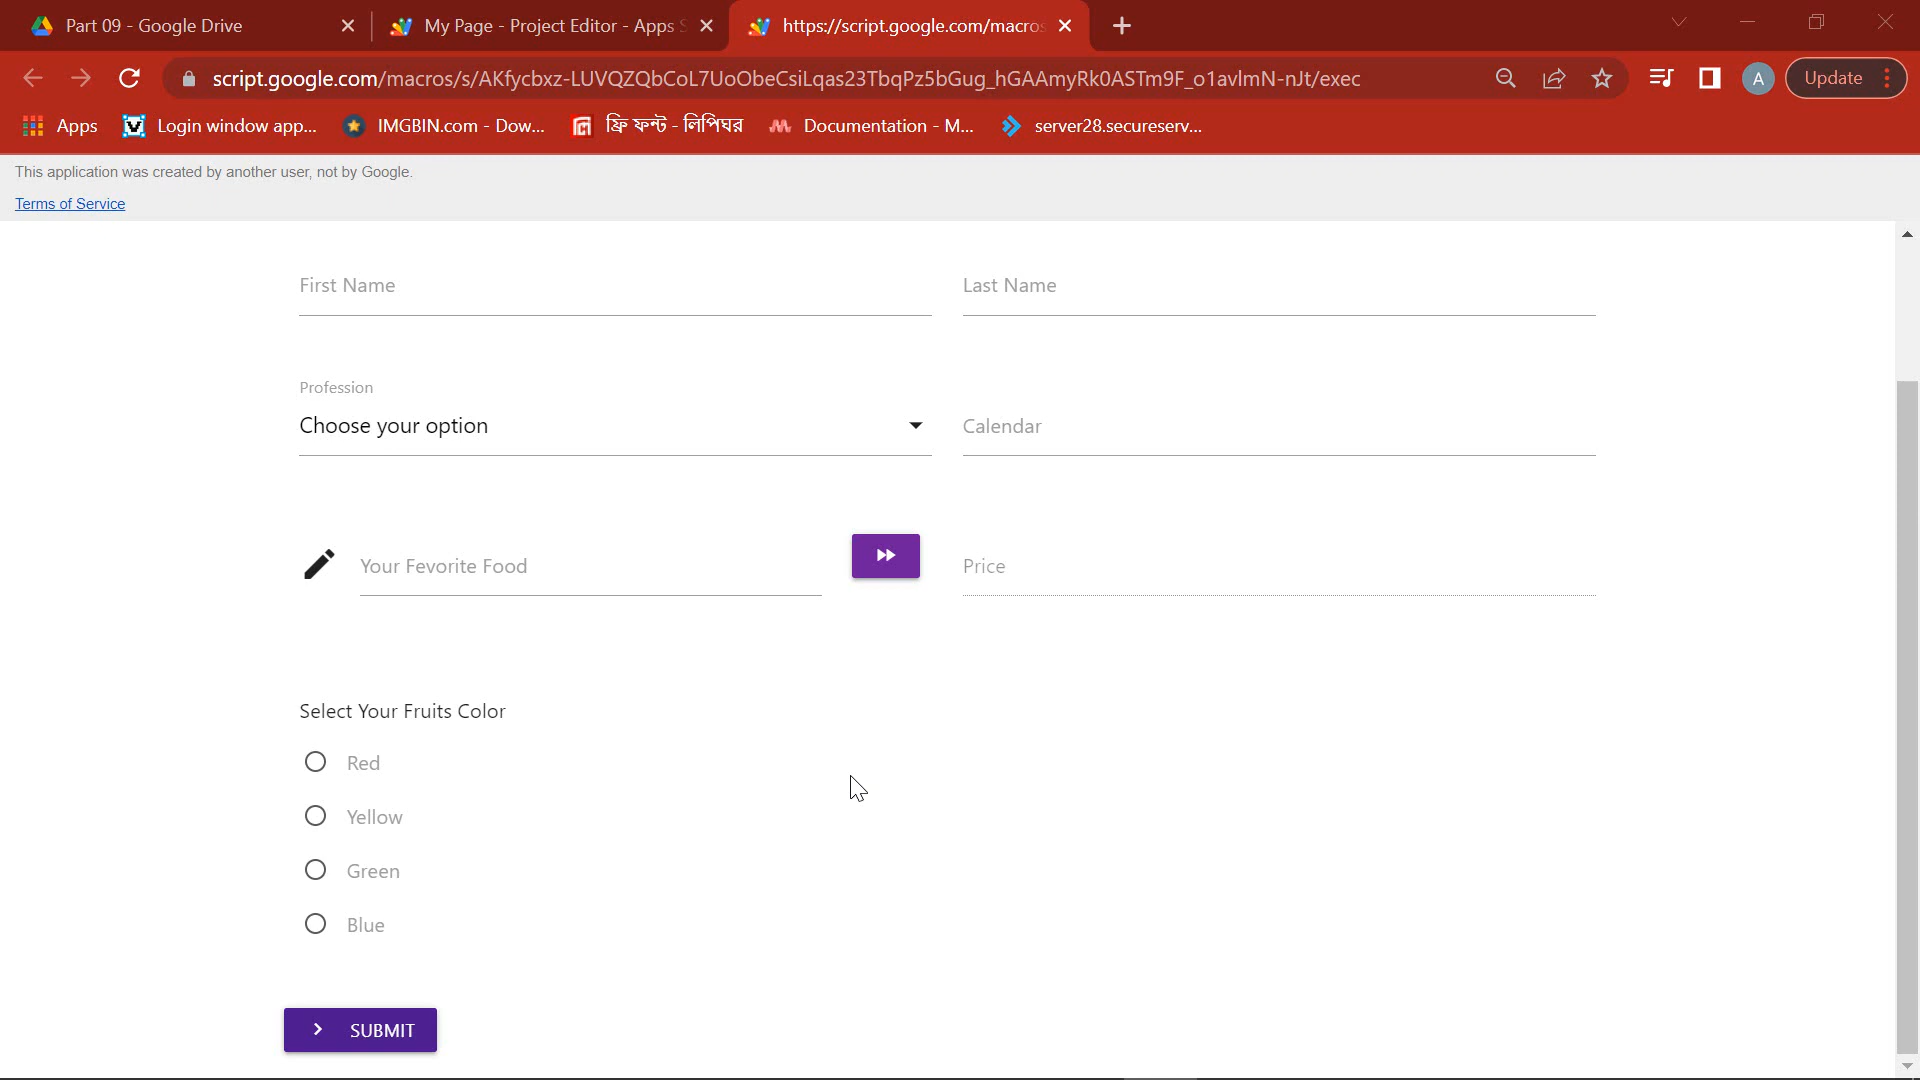 Part 09 - Google Drive
My Page - Project Editor - Apps S
https://script.google.com/macros
script.google.com/macros/s/AKfycbxz-LUVQZQbCoL7UoObeCsiLqas23TbqPz5bGug_hGAAmyRk0ASTm9F_o1avlmN-nJt/exec
A
Update
Apps
Login window app...
IMGBIN.com - Dow...
ফ্রি ফন্ট - লিপিঘর
Documentation - M...
server28.secureserv...
This application was created by another user, not by Google.
Terms of Service
First Name
Last Name
Profession
Choose your option
Calendar
Your Fevorite Food
Price
Select Your Fruits Color
Red
Yellow
Green
Blue
SUBMIT